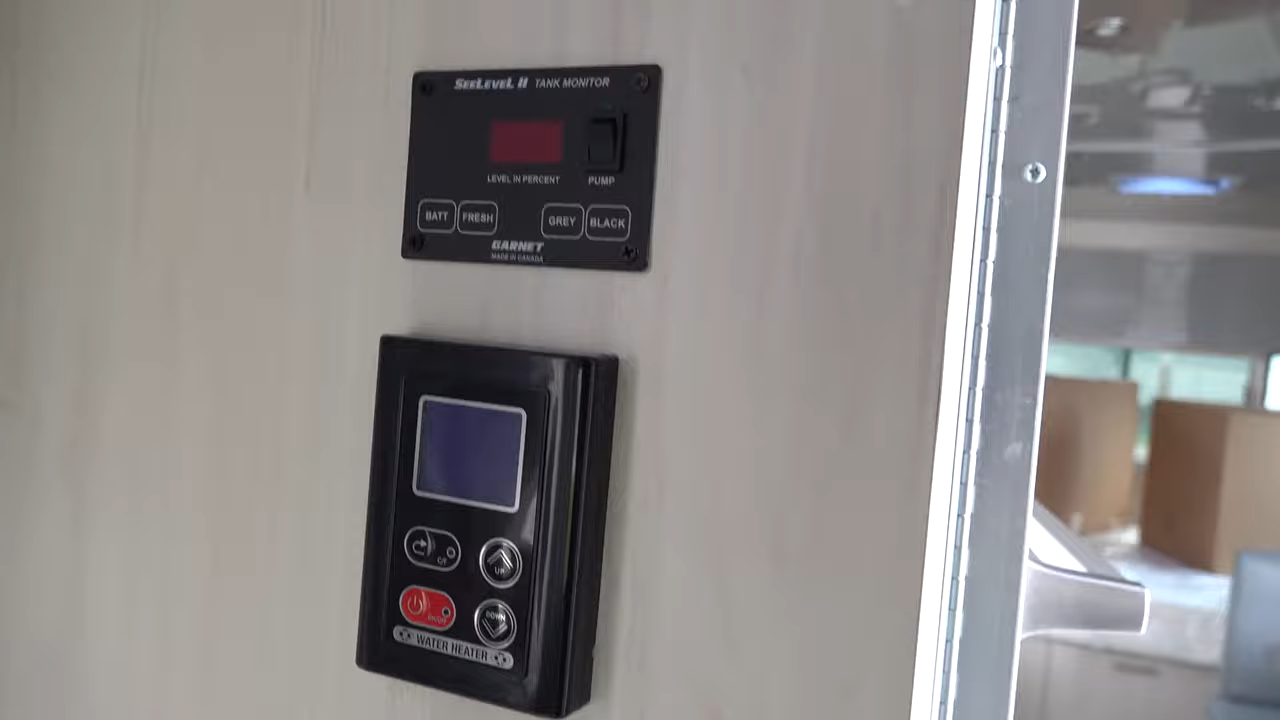 SEELEVEL II TANK MONITOR
LEVEL IN PERCENT
PUMP
BATT
FRESH
GREY
BLACK
GARNET
MADE IN CANADA
C/F
UP
ON/OFF
DOWN
WATER HEATER